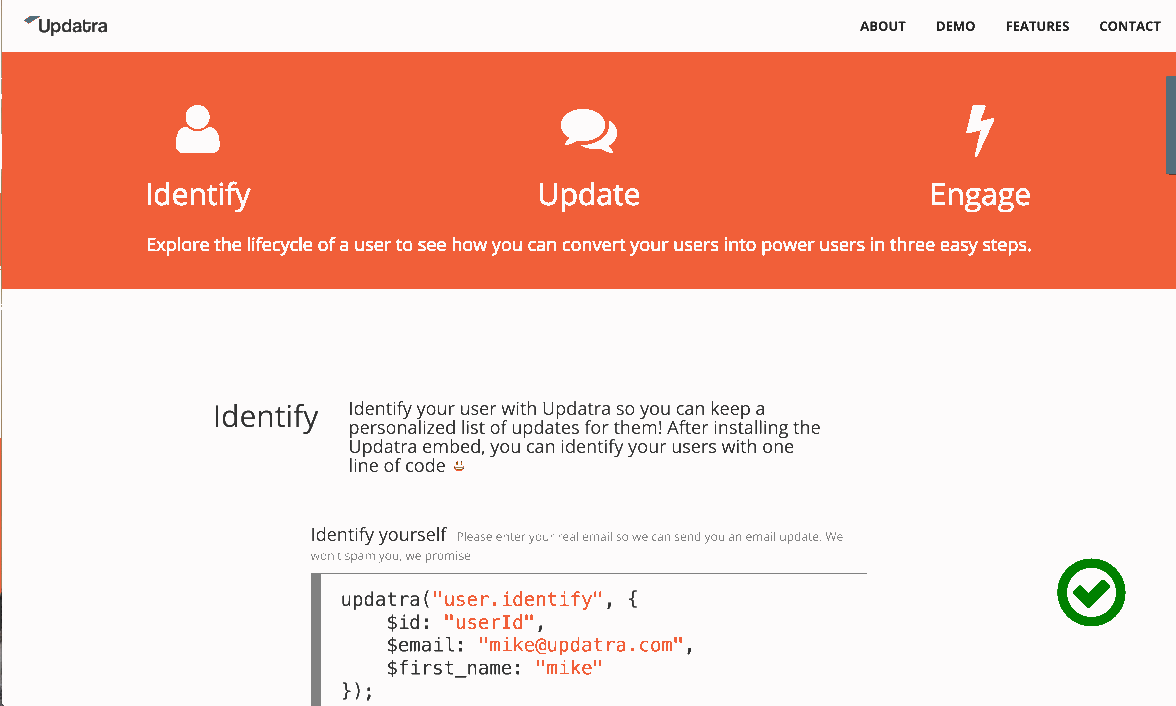 Updatra
ABOUT DEMO FEATURES CONTACT
Identify Update Engage
Explore the lifecycle of a user to see how you can convert your users into power users in three easy steps.
Identify
Identify your user with Updatra so you can keep a
personalized list of updates for them! After installing the
Updatra embed, you can identify your users with one
line of code
Identify yourself Please enter your real email so we can send you an email update. We
won't spam you, we promise
updatra("user.identify", {
$id: "userId",
$email: "mike@updatra.com",
$first_name: "mike"
});